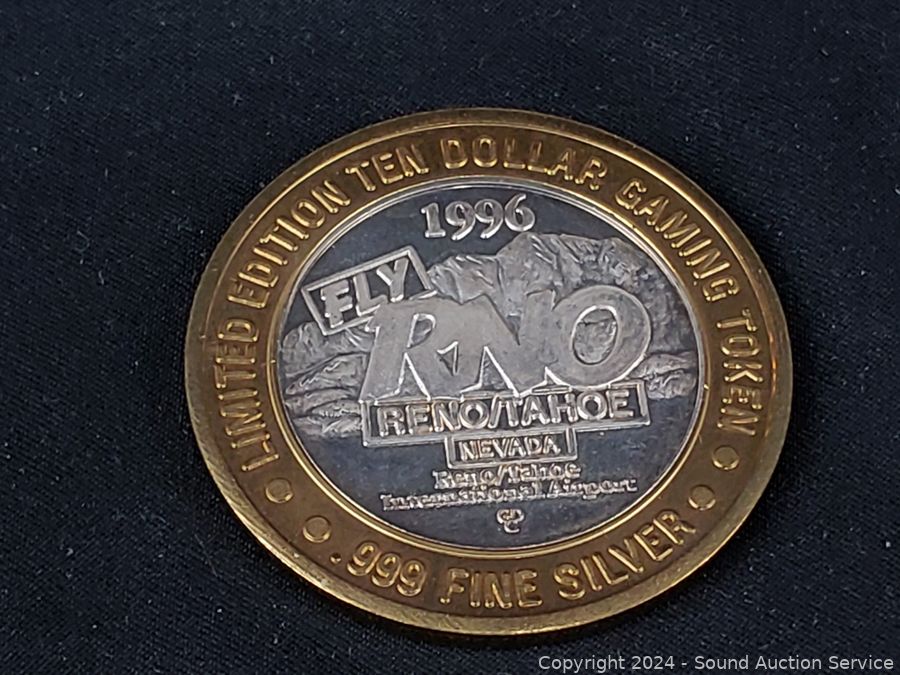 LIMITED EDITION TEN DOLLAR GAMING TOKEN
1996
FLY
RNO
RENO/TAHOE
NEVADA
Reno/Tahoe
International Airport
.999 FINE SILVER
Copyright 2024 - Sound Auction Service